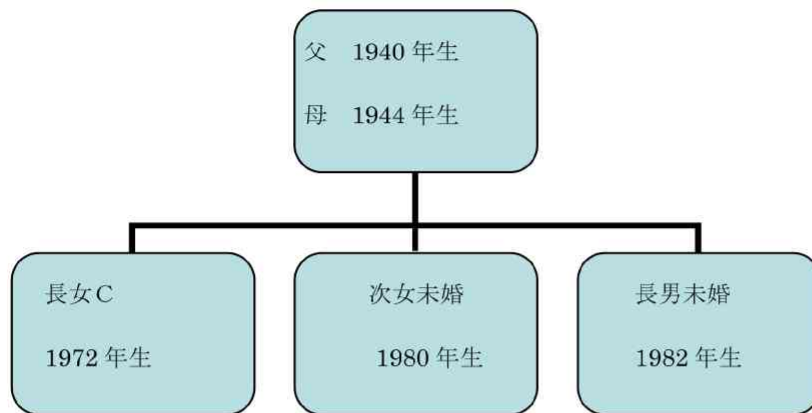 父　1940 年生
母　1944 年生
長女Ｃ
1972 年生
次女未婚
1980 年生
長男未婚
1982 年生